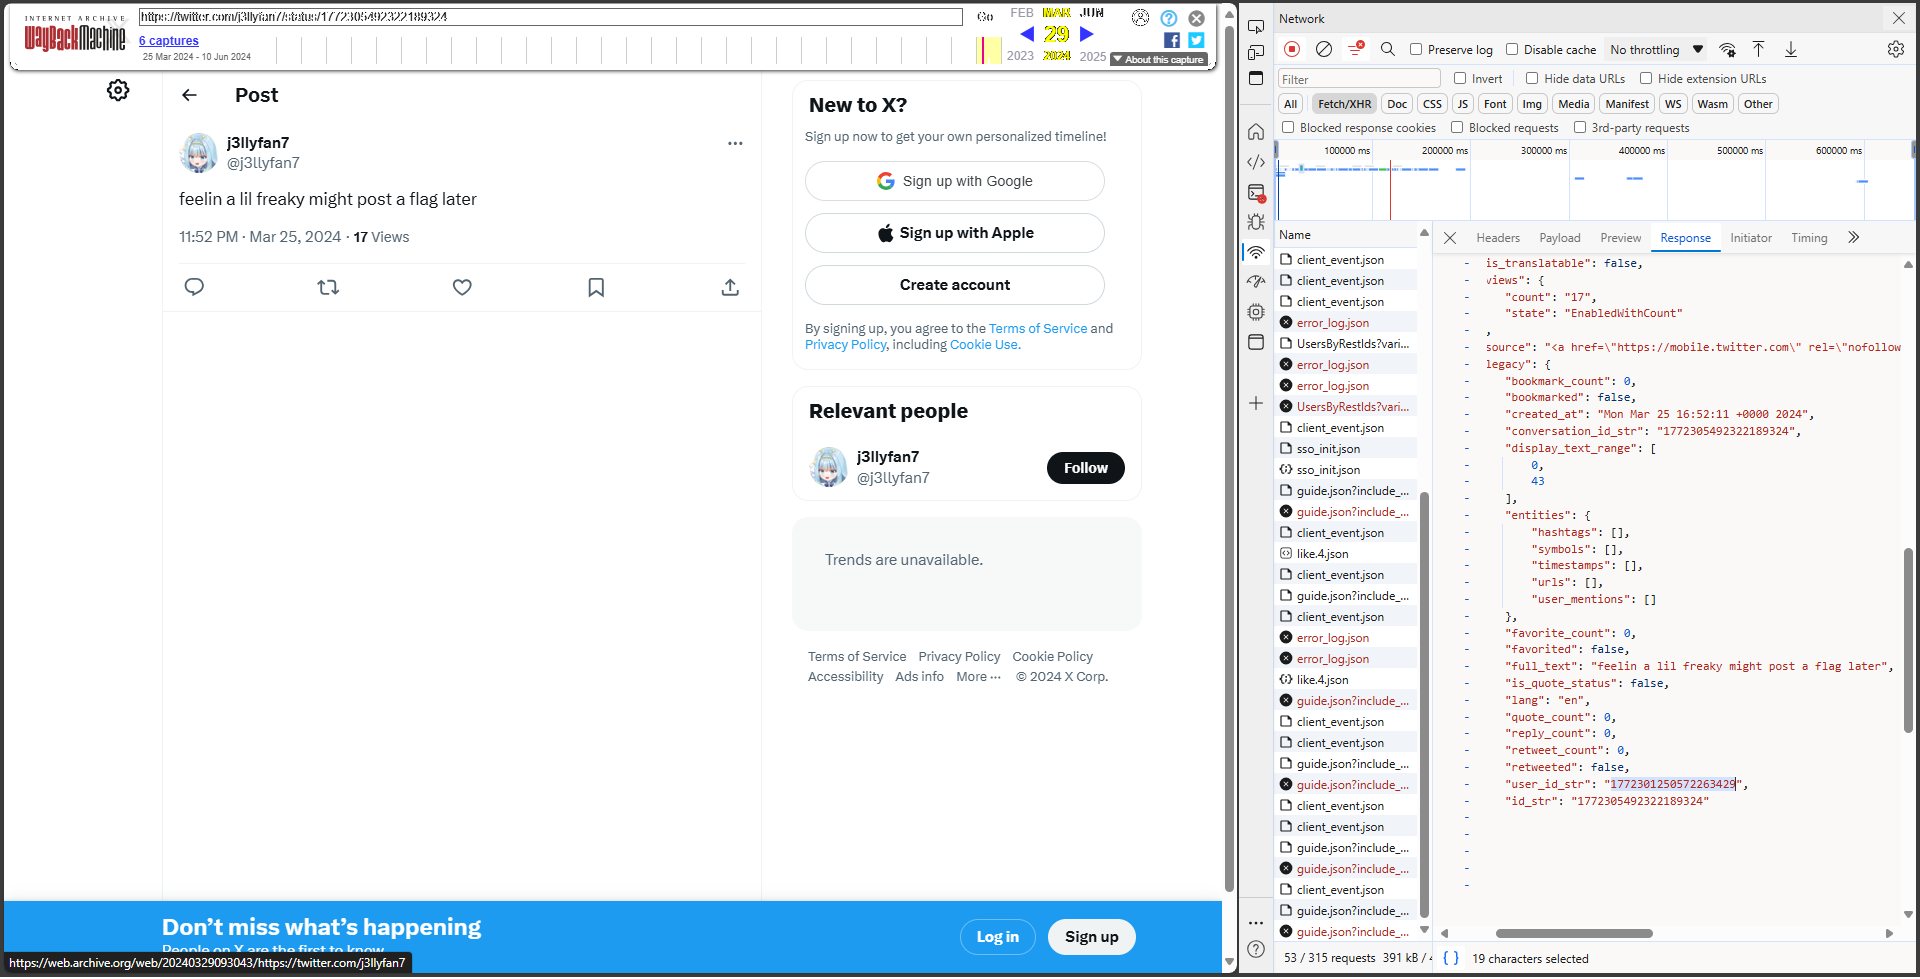 INTERNET ARCHIVE
WayBackMachine
https://twitter.com/j3llyfan7/status/1772305492322189324
Go
FEB MAR JUN
6 captures
29
25 Mar 2024 - 10 Jun 2024
2023 2024 2025
About this capture
Post
j3llyfan7
@j3llyfan7
feelin a lil freaky might post a flag later
11:52 PM · Mar 25, 2024 · 17 Views
New to X?
Sign up now to get your own personalized timeline!
Sign up with Google
Sign up with Apple
Create account
By signing up, you agree to the Terms of Service and
Privacy Policy, including Cookie Use.
Relevant people
j3llyfan7
@j3llyfan7
Follow
Trends are unavailable.
Terms of Service Privacy Policy Cookie Policy
Accessibility Ads info More ··· © 2024 X Corp.
Don’t miss what’s happening
People on X are the first to know
Log in
Sign up
https://web.archive.org/web/20240329093043/https://twitter.com/j3llyfan7
Network
Preserve log Disable cache No throttling
Filter
Invert Hide data URLs Hide extension URLs
All Fetch/XHR Doc CSS JS Font Img Media Manifest WS Wasm Other
Blocked response cookies Blocked requests 3rd-party requests
100000 ms 200000 ms 300000 ms 400000 ms 500000 ms 600000 ms
Name
client_event.json
client_event.json
client_event.json
error_log.json
UsersByRestIds?vari...
error_log.json
error_log.json
UsersByRestIds?vari...
client_event.json
sso_init.json
sso_init.json
guide.json?include_...
guide.json?include_...
client_event.json
like.4.json
client_event.json
guide.json?include_...
client_event.json
error_log.json
error_log.json
like.4.json
guide.json?include_...
client_event.json
client_event.json
guide.json?include_...
guide.json?include_...
client_event.json
client_event.json
guide.json?include_...
guide.json?include_...
client_event.json
guide.json?include_...
guide.json?include_...
53 / 315 requests 391 kB /
Headers Payload Preview Response Initiator Timing
is_translatable": false,
views": {
"count": "17",
"state": "EnabledWithCount"
,
source": "<a href=\"https://mobile.twitter.com\" rel=\"nofollow
legacy": {
"bookmark_count": 0,
"bookmarked": false,
"created_at": "Mon Mar 25 16:52:11 +0000 2024",
"conversation_id_str": "1772305492322189324",
"display_text_range": [
0,
43
],
"entities": {
"hashtags": [],
"symbols": [],
"timestamps": [],
"urls": [],
"user_mentions": []
},
"favorite_count": 0,
"favorited": false,
"full_text": "feelin a lil freaky might post a flag later",
"is_quote_status": false,
"lang": "en",
"quote_count": 0,
"reply_count": 0,
"retweet_count": 0,
"retweeted": false,
"user_id_str": "1772301250572263429",
"id_str": "1772305492322189324"
{ } 19 characters selected